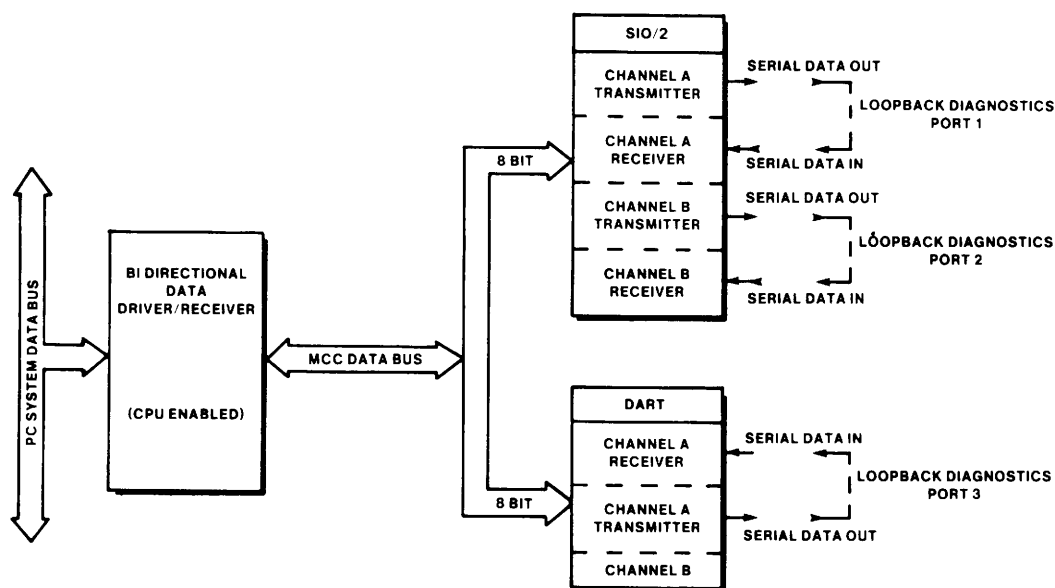 PC SYSTEM DATA BUS
BI DIRECTIONAL
DATA
DRIVER/RECEIVER
(CPU ENABLED)
MCC DATA BUS
8 BIT
8 BIT
SIO/2
CHANNEL A
TRANSMITTER
CHANNEL A
RECEIVER
CHANNEL B
TRANSMITTER
CHANNEL B
RECEIVER
SERIAL DATA OUT
LOOPBACK DIAGNOSTICS
PORT 1
SERIAL DATA IN
SERIAL DATA OUT
LOOPBACK DIAGNOSTICS
PORT 2
SERIAL DATA IN
DART
CHANNEL A
RECEIVER
CHANNEL A
TRANSMITTER
CHANNEL B
SERIAL DATA IN
LOOPBACK DIAGNOSTICS
PORT 3
SERIAL DATA OUT